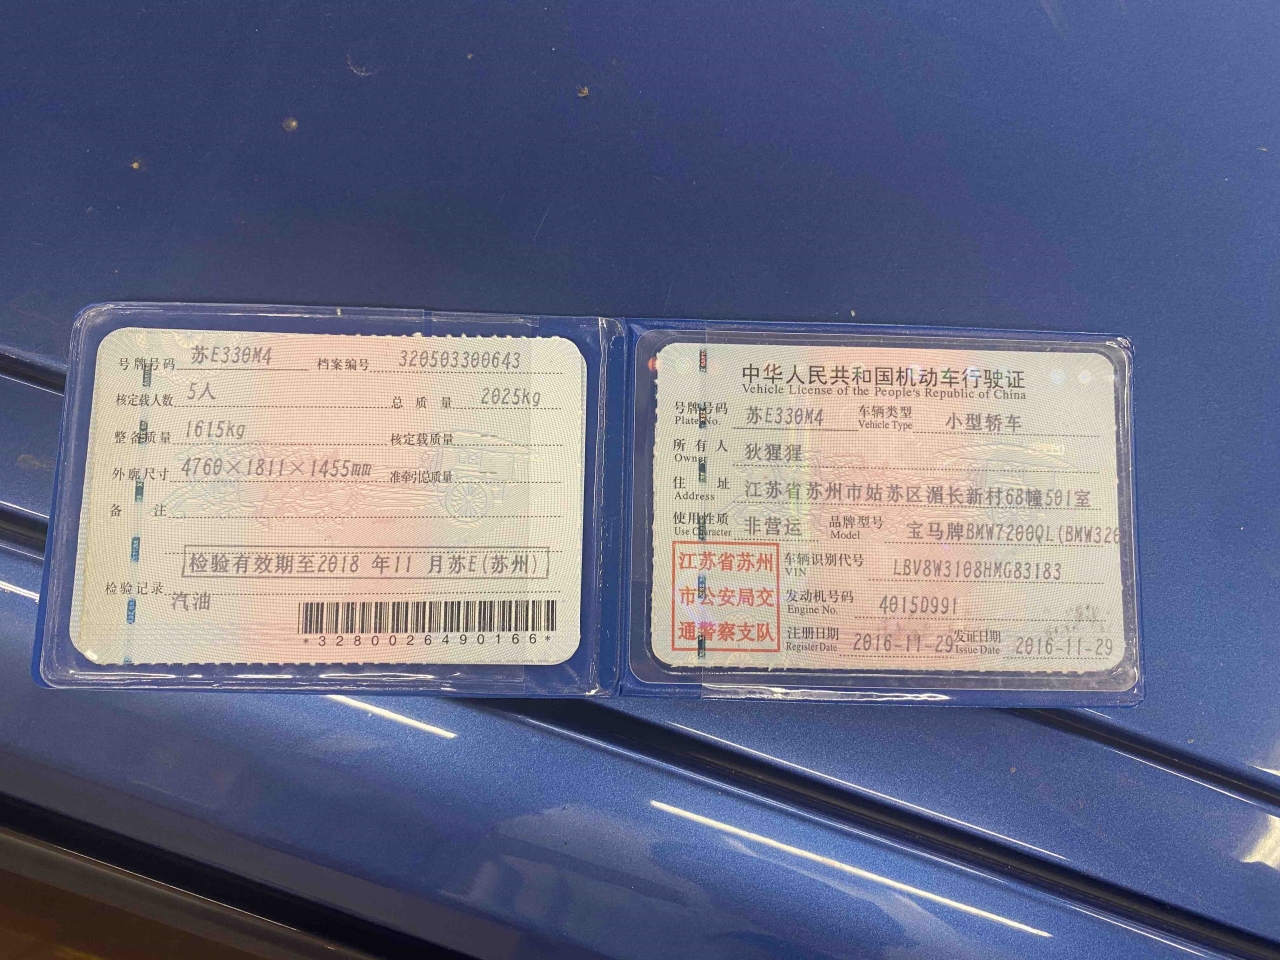 号牌号码 苏E330M4 档案编号 320503300643
核定载人数 5人 总质量 2025kg
整备质量 1615kg 核定载质量
外廓尺寸 4760×1811×1455mm 准牵引总质量 --
备注
检验有效期至2018 年11 月苏E(苏州)
检验记录
汽油
*3280026490166*
中华人民共和国机动车行驶证
Vehicle License of the People's Republic of China
号牌号码 苏E330M4 车辆类型 小型轿车
Plate No. Vehicle Type
所有人 狄猩猩
Owner
住址 江苏省苏州市姑苏区湄长新村68幢501室
Address
使用性质 非营运 品牌型号 宝马牌BMW7200QL(BMW320
Use Character Model
江苏省苏州
市公安局交
通警察支队
车辆识别代号 LBV8W3108HMG83183
VIN
发动机号码 4015D991
Engine No.
注册日期 2016-11-29 发证日期 2016-11-29
Register Date Issue Date